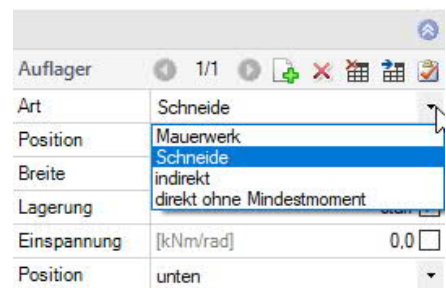 Auflager 1/1
Art Schneide
Position Mauerwerk
Schneide
Breite indirekt
Lagerung direkt ohne Mindestmoment
Einspannung [kNm/rad] 0,0
Position unten